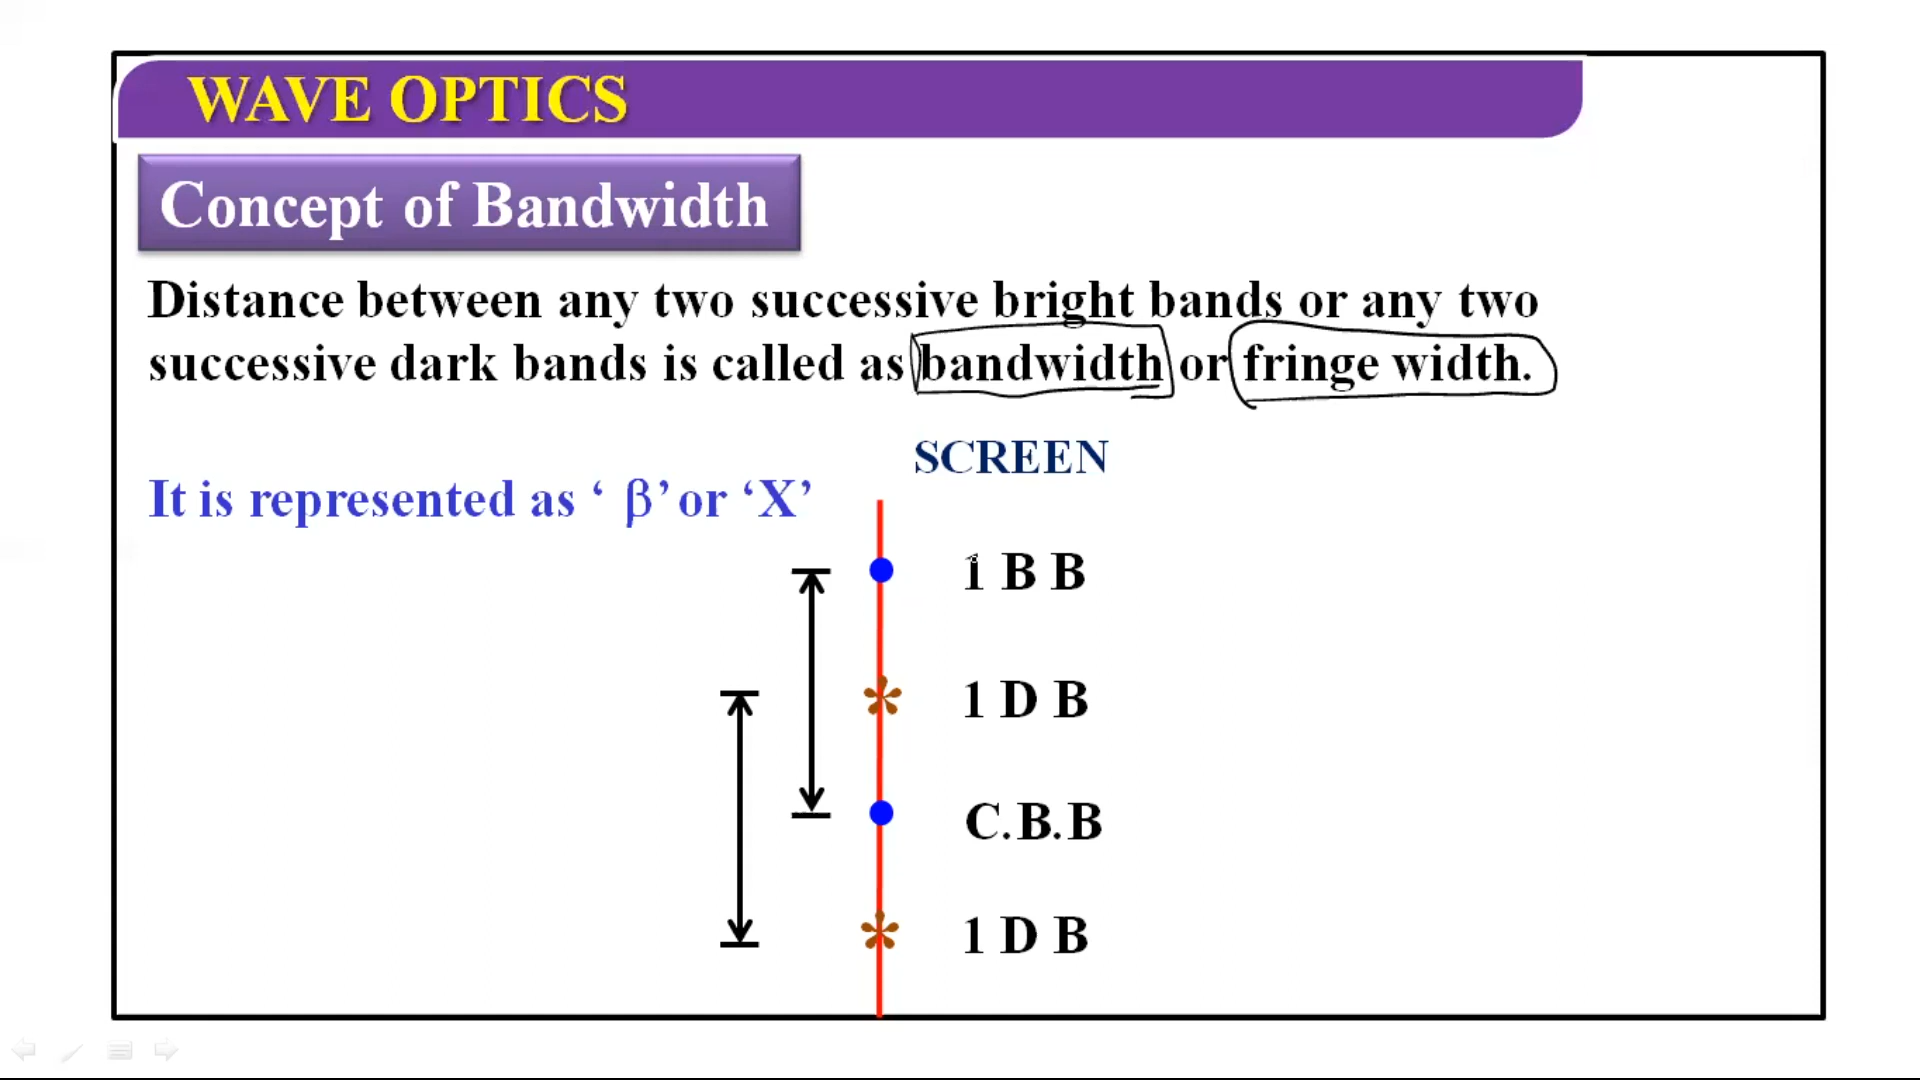 WAVE OPTICS
Concept of Bandwidth
Distance between any two successive bright bands or any two
successive dark bands is called as bandwidth or fringe width.
SCREEN
It is represented as ‘ β’ or ‘X’
1 B B
1 D B
C.B.B
1 D B